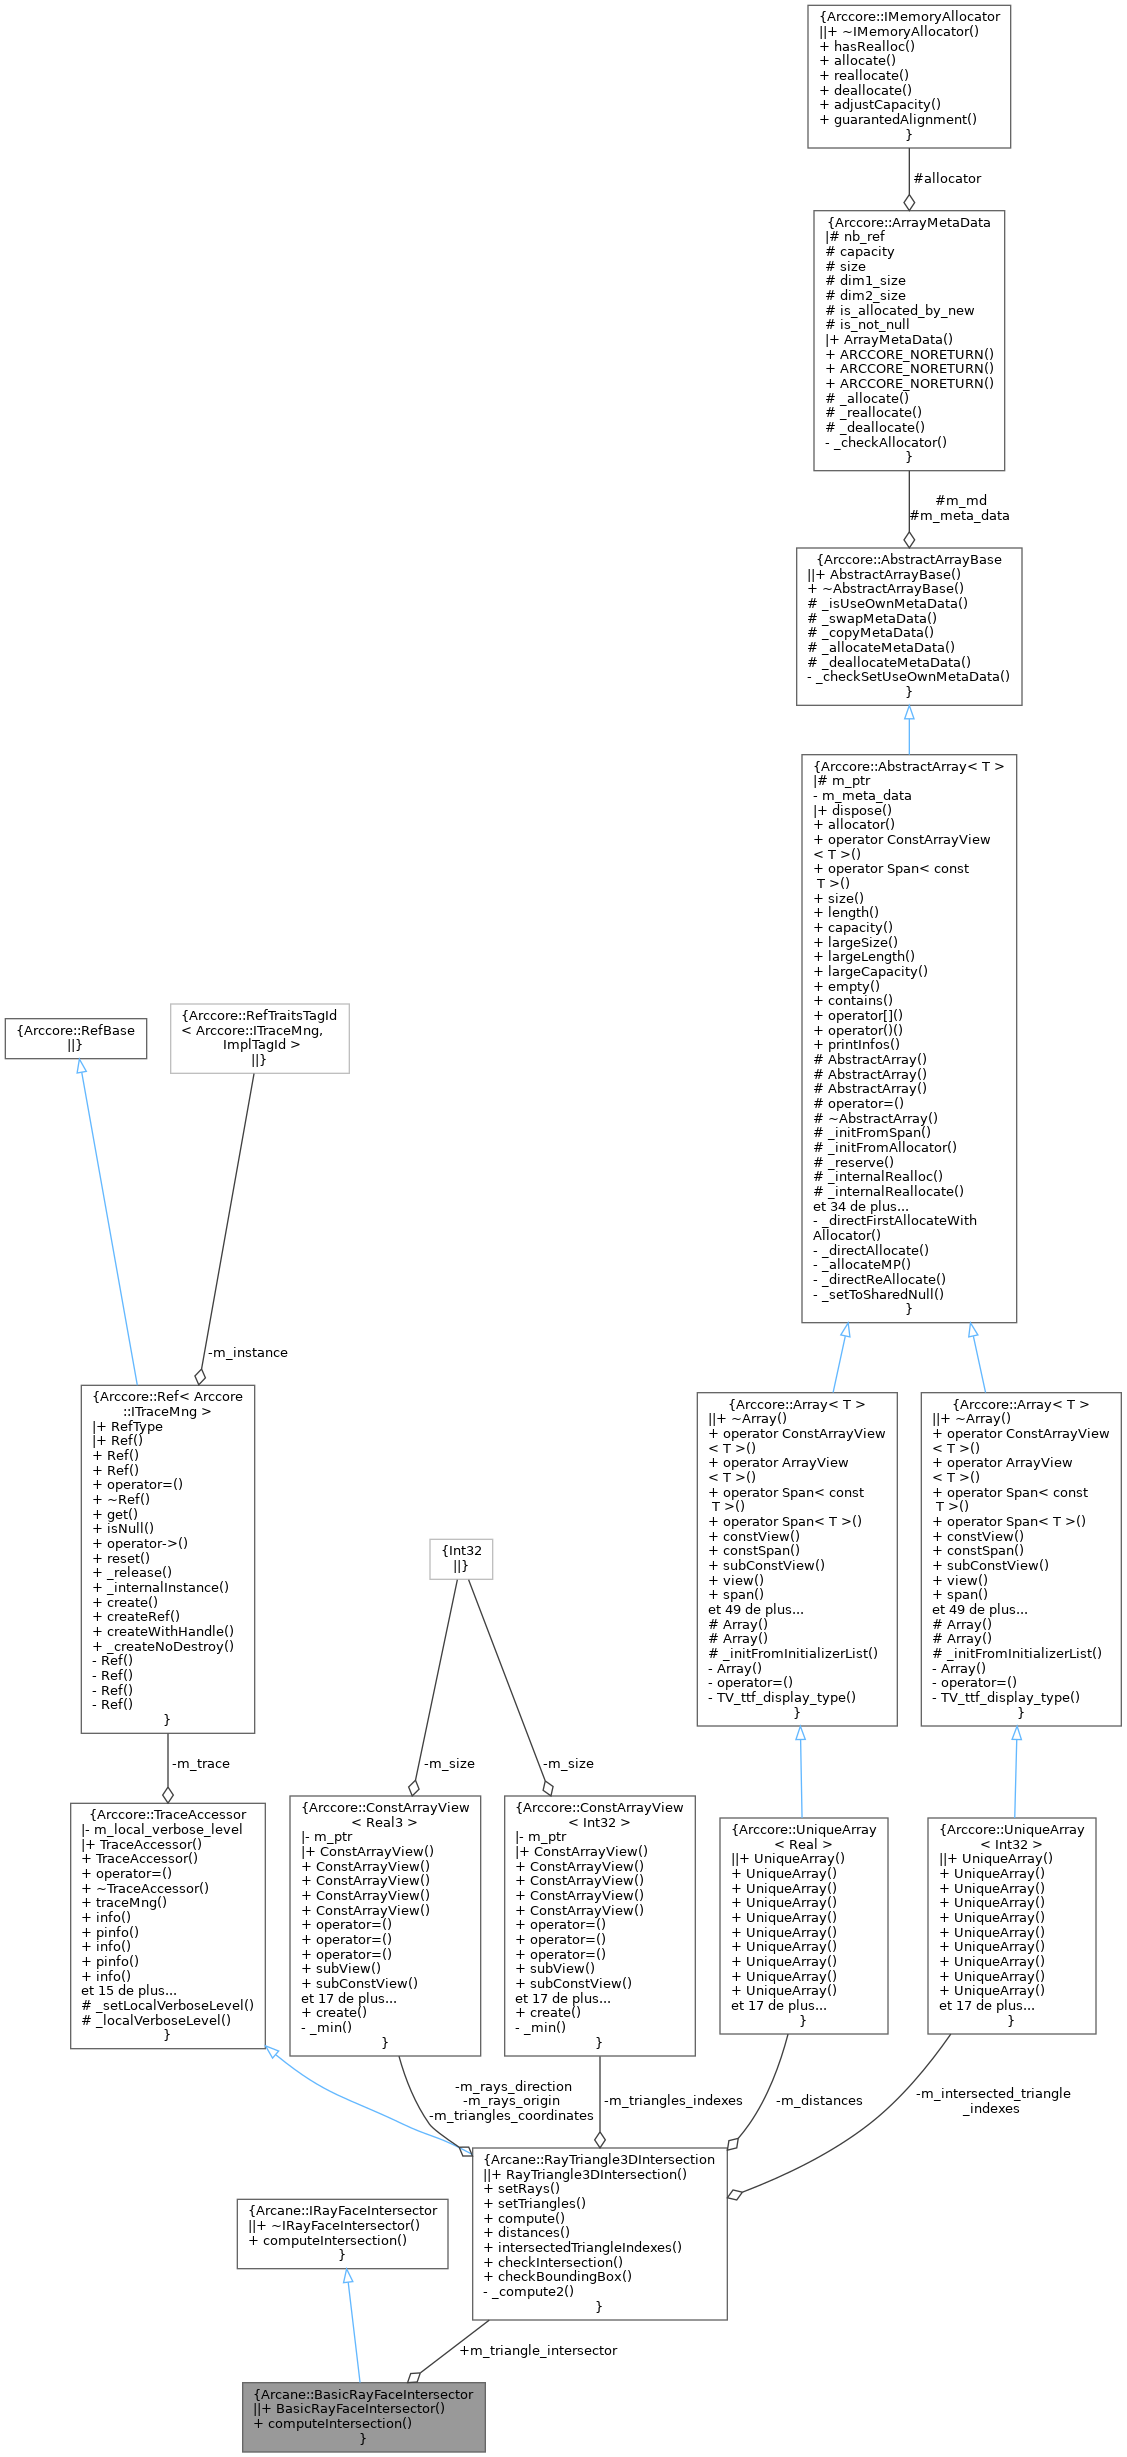 {Arccore::IMemoryAllocator
||+ ~IMemoryAllocator()
+ hasRealloc()
+ allocate()
+ reallocate()
+ deallocate()
+ adjustCapacity()
+ guarantedAlignment()
}
#allocator
{Arccore::ArrayMetaData
|# nb_ref
# capacity
# size
# dim1_size
# dim2_size
# is_allocated_by_new
# is_not_null
|+ ArrayMetaData()
+ ARCCORE_NORETURN()
+ ARCCORE_NORETURN()
+ ARCCORE_NORETURN()
# _allocate()
# _reallocate()
# _deallocate()
- _checkAllocator()
}
#m_md
#m_meta_data
{Arccore::AbstractArrayBase
||+ AbstractArrayBase()
+ ~AbstractArrayBase()
# _isUseOwnMetaData()
# _swapMetaData()
# _copyMetaData()
# _allocateMetaData()
# _deallocateMetaData()
- _checkSetUseOwnMetaData()
}
{Arccore::AbstractArray< T >
|# m_ptr
- m_meta_data
|+ dispose()
+ allocator()
+ operator ConstArrayView
< T >()
+ operator Span< const
T >()
+ size()
+ length()
+ capacity()
+ largeSize()
+ largeLength()
+ largeCapacity()
+ empty()
+ contains()
+ operator[]()
+ operator()()
+ printInfos()
# AbstractArray()
# AbstractArray()
# AbstractArray()
# operator=()
# ~AbstractArray()
# _initFromSpan()
# _initFromAllocator()
# _reserve()
# _internalRealloc()
# _internalReallocate()
et 34 de plus...
- _directFirstAllocateWith
Allocator()
- _directAllocate()
- _allocateMP()
- _directReAllocate()
- _setToSharedNull()
}
{Arccore::RefBase
||}
{Arccore::RefTraitsTagId
< Arccore::ITraceMng,
ImplTagId >
||}
-m_instance
{Arccore::Ref< Arccore
::ITraceMng >
|+ RefType
|+ Ref()
+ Ref()
+ Ref()
+ operator=()
+ ~Ref()
+ get()
+ isNull()
+ operator->()
+ reset()
+ _release()
+ _internalInstance()
+ create()
+ createRef()
+ createWithHandle()
+ _createNoDestroy()
- Ref()
- Ref()
- Ref()
- Ref()
}
{Arccore::Array< T >
||+ ~Array()
+ operator ConstArrayView
< T >()
+ operator ArrayView
< T >()
+ operator Span< const
T >()
+ operator Span< T >()
+ constView()
+ constSpan()
+ subConstView()
+ view()
+ span()
et 49 de plus...
# Array()
# Array()
# _initFromInitializerList()
- Array()
- operator=()
- TV_ttf_display_type()
}
{Arccore::Array< T >
||+ ~Array()
+ operator ConstArrayView
< T >()
+ operator ArrayView
< T >()
+ operator Span< const
T >()
+ operator Span< T >()
+ constView()
+ constSpan()
+ subConstView()
+ view()
+ span()
et 49 de plus...
# Array()
# Array()
# _initFromInitializerList()
- Array()
- operator=()
- TV_ttf_display_type()
}
{Int32
||}
-m_trace
-m_size
-m_size
{Arccore::TraceAccessor
|- m_local_verbose_level
|+ TraceAccessor()
+ TraceAccessor()
+ operator=()
+ ~TraceAccessor()
+ traceMng()
+ info()
+ pinfo()
+ info()
+ pinfo()
+ info()
et 15 de plus...
# _setLocalVerboseLevel()
# _localVerboseLevel()
}
{Arccore::ConstArrayView
< Real3 >
|- m_ptr
|+ ConstArrayView()
+ ConstArrayView()
+ ConstArrayView()
+ ConstArrayView()
+ ConstArrayView()
+ operator=()
+ operator=()
+ operator=()
+ subView()
+ subConstView()
et 17 de plus...
+ create()
- _min()
}
{Arccore::ConstArrayView
< Int32 >
|- m_ptr
|+ ConstArrayView()
+ ConstArrayView()
+ ConstArrayView()
+ ConstArrayView()
+ ConstArrayView()
+ operator=()
+ operator=()
+ operator=()
+ subView()
+ subConstView()
et 17 de plus...
+ create()
- _min()
}
{Arccore::UniqueArray
< Real >
||+ UniqueArray()
+ UniqueArray()
+ UniqueArray()
+ UniqueArray()
+ UniqueArray()
+ UniqueArray()
+ UniqueArray()
+ UniqueArray()
+ UniqueArray()
+ UniqueArray()
et 17 de plus...
}
{Arccore::UniqueArray
< Int32 >
||+ UniqueArray()
+ UniqueArray()
+ UniqueArray()
+ UniqueArray()
+ UniqueArray()
+ UniqueArray()
+ UniqueArray()
+ UniqueArray()
+ UniqueArray()
+ UniqueArray()
et 17 de plus...
}
-m_rays_direction
-m_rays_origin
-m_triangles_coordinates
-m_triangles_indexes
-m_distances
-m_intersected_triangle
_indexes
{Arcane::RayTriangle3DIntersection
||+ RayTriangle3DIntersection()
+ setRays()
+ setTriangles()
+ compute()
+ distances()
+ intersectedTriangleIndexes()
+ checkIntersection()
+ checkBoundingBox()
- _compute2()
}
{Arcane::IRayFaceIntersector
||+ ~IRayFaceIntersector()
+ computeIntersection()
}
+m_triangle_intersector
{Arcane::BasicRayFaceIntersector
||+ BasicRayFaceIntersector()
+ computeIntersection()
}